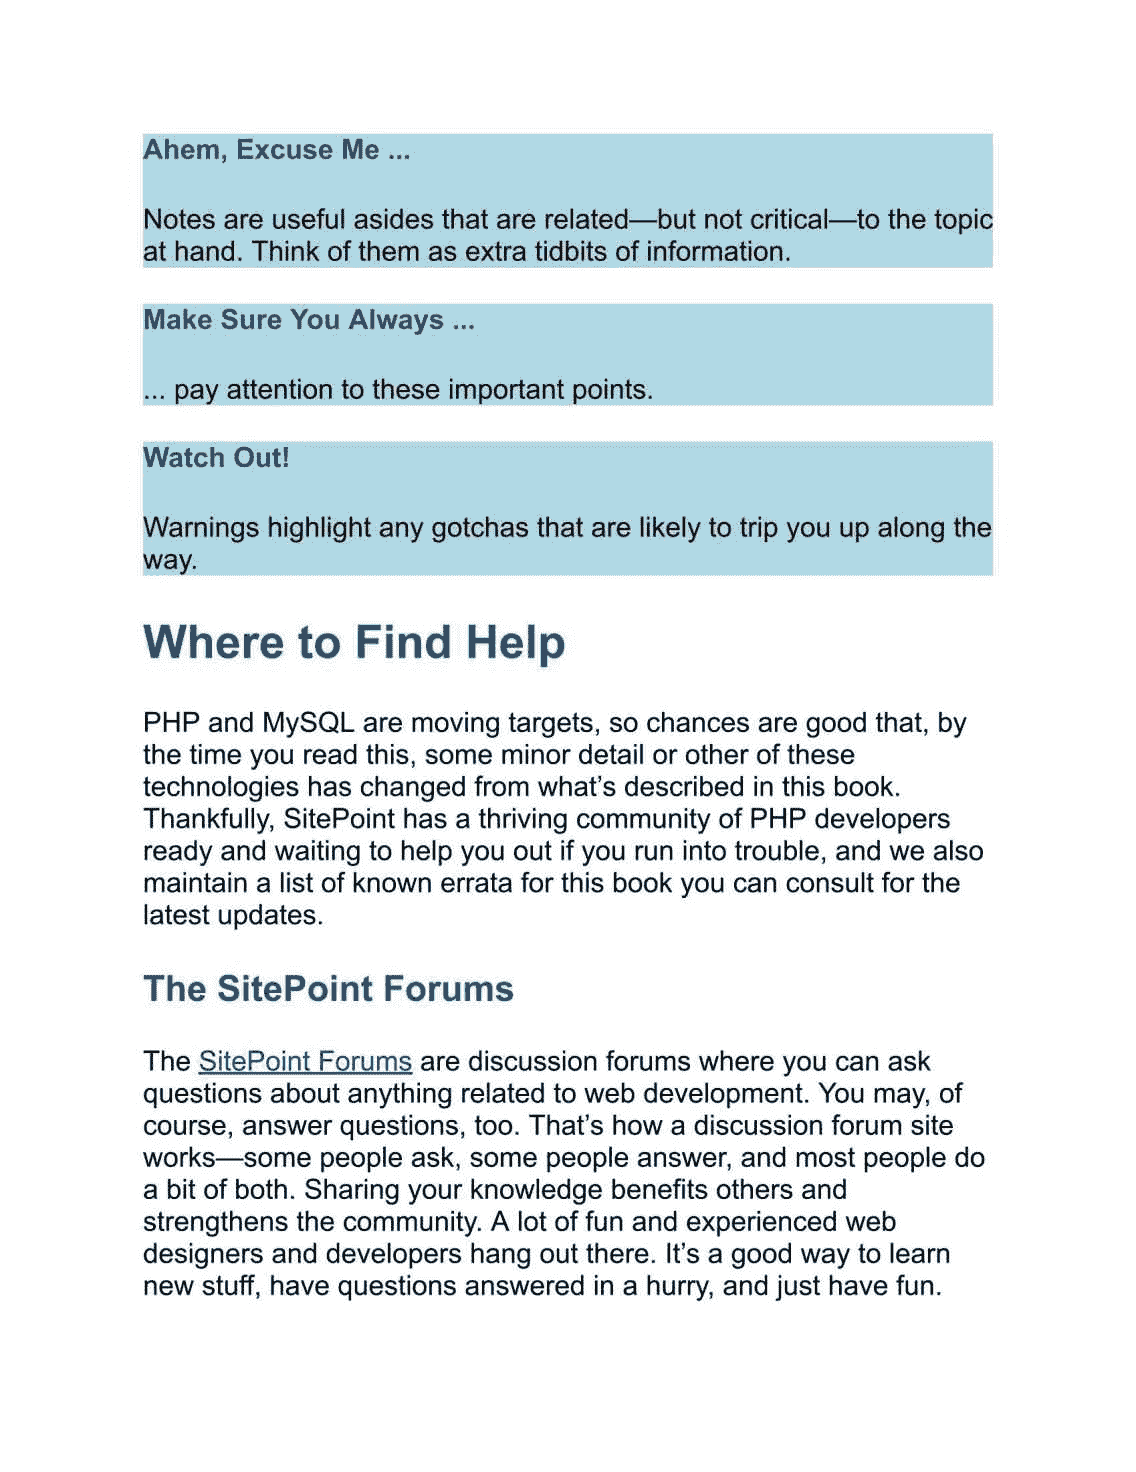 Ahem, Excuse Me ...
Notes are useful asides that are related—but not critical—to the topic
at hand. Think of them as extra tidbits of information.
Make Sure You Always ...
... pay attention to these important points.
Watch Out!
Warnings highlight any gotchas that are likely to trip you up along the
way.
Where to Find Help
PHP and MySQL are moving targets, so chances are good that, by
the time you read this, some minor detail or other of these
technologies has changed from what’s described in this book.
Thankfully, SitePoint has a thriving community of PHP developers
ready and waiting to help you out if you run into trouble, and we also
maintain a list of known errata for this book you can consult for the
latest updates.
The SitePoint Forums
The SitePoint Forums are discussion forums where you can ask
questions about anything related to web development. You may, of
course, answer questions, too. That’s how a discussion forum site
works—some people ask, some people answer, and most people do
a bit of both. Sharing your knowledge benefits others and
strengthens the community. A lot of fun and experienced web
designers and developers hang out there. It’s a good way to learn
new stuff, have questions answered in a hurry, and just have fun.